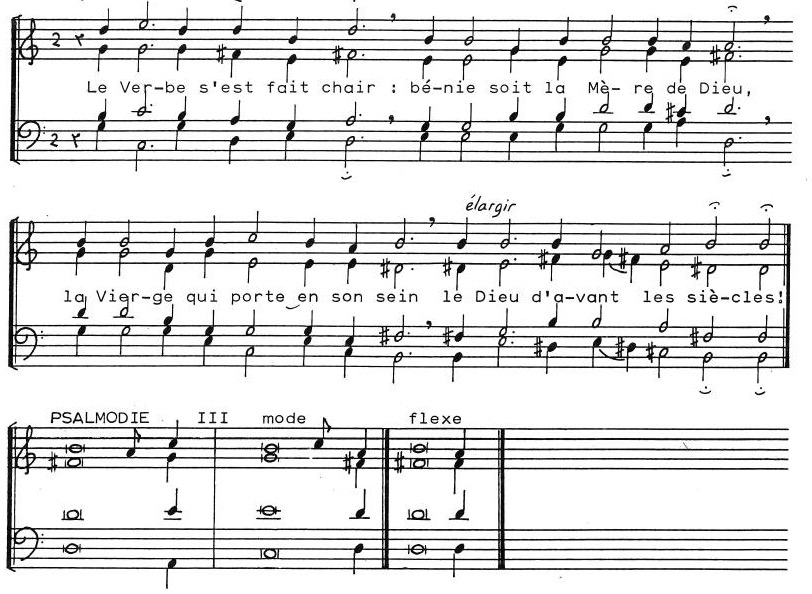 Le Ver-be s'est fait chair : bé-nie soit la Mè- re de Dieu,
élargir
la Vier-ge qui porte en son sein le Dieu d'a-vant les siè-cles!
PSALMODIE III mode flexe